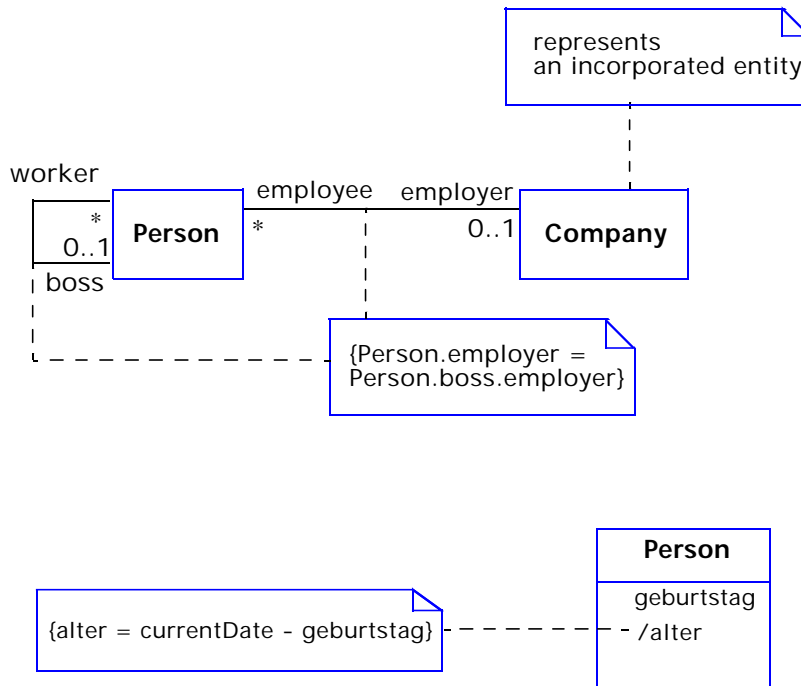 represents
an incorporated entity
worker
employee
employer
*
*
0..1
0..1
Person
Company
boss
{Person.employer =
Person.boss.employer}
Person
geburtstag
{alter = currentDate - geburtstag}
/alter